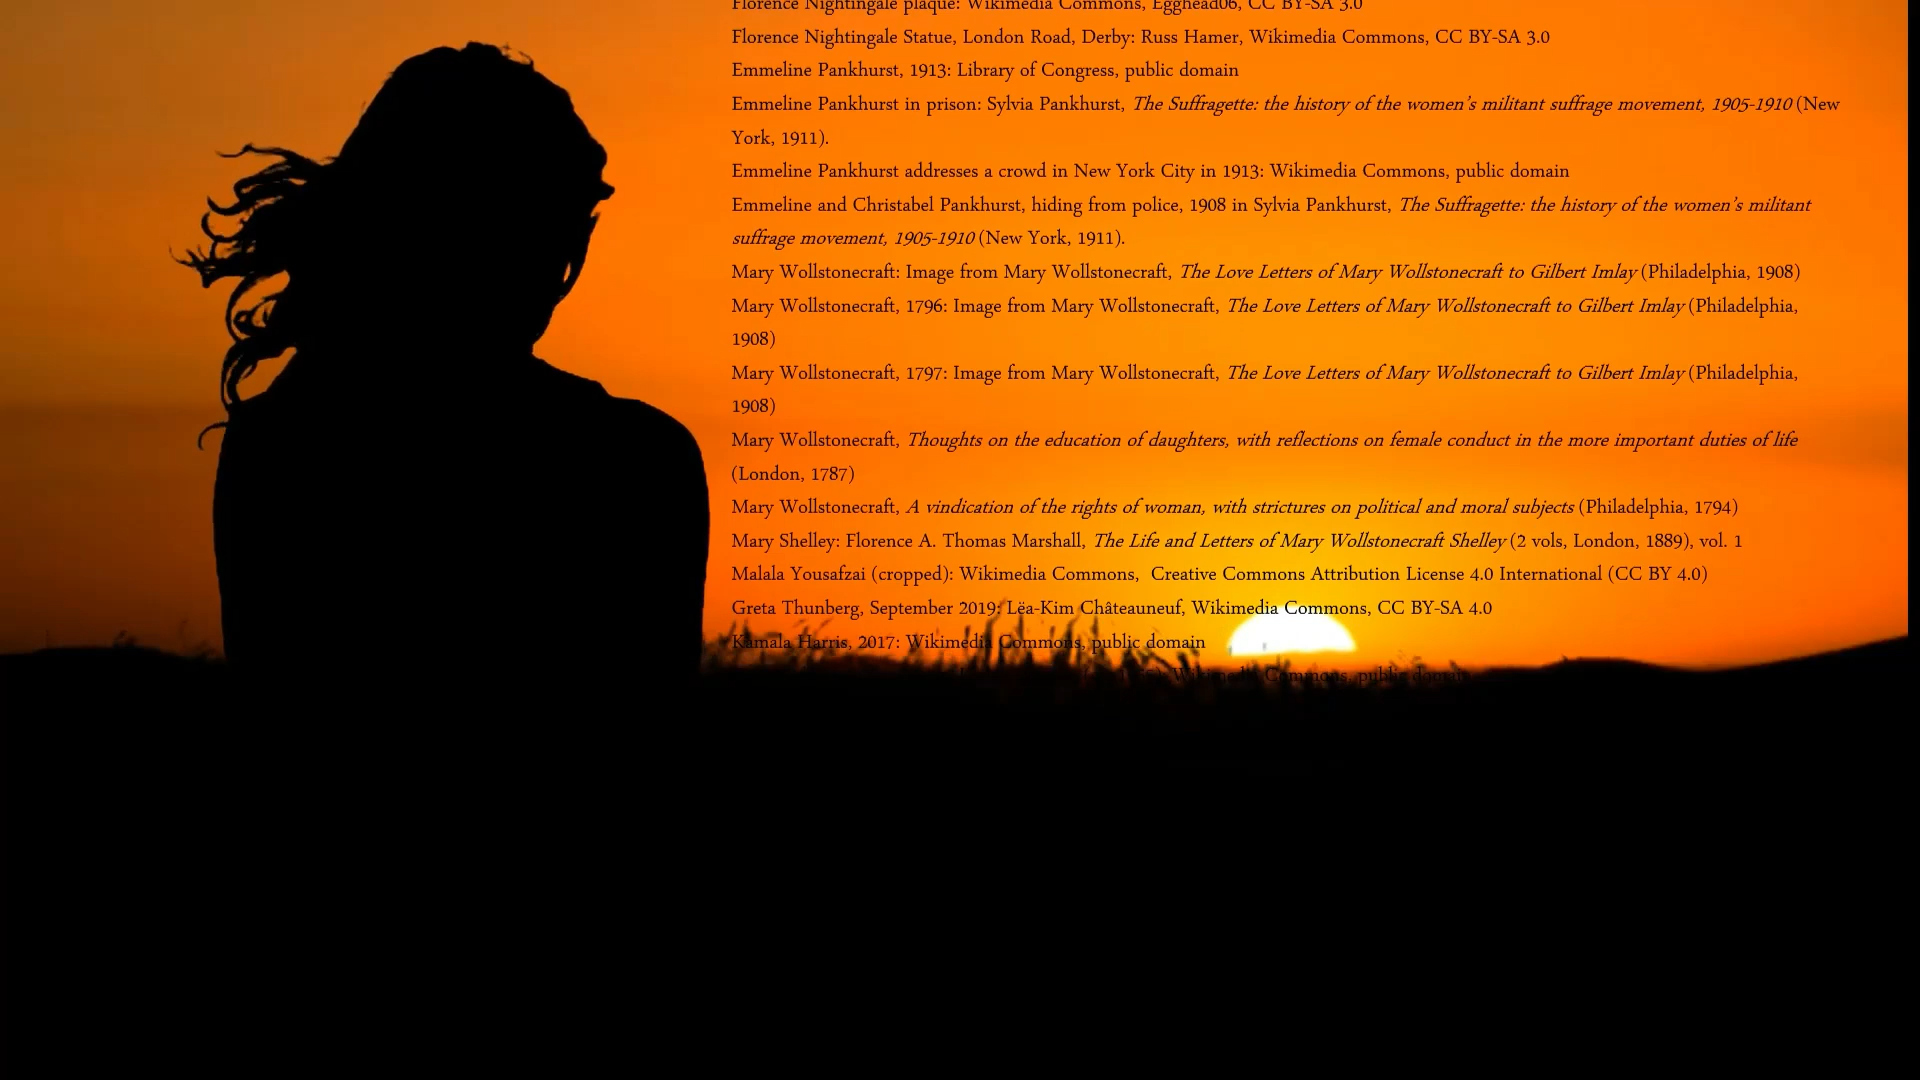 Florence Nightingale plaque: Wikimedia Commons, Egghead06, CC BY-SA 3.0
Florence Nightingale Statue, London Road, Derby: Russ Hamer, Wikimedia Commons, CC BY-SA 3.0
Emmeline Pankhurst, 1913: Library of Congress, public domain
Emmeline Pankhurst in prison: Sylvia Pankhurst, The Suffragette: the history of the women’s militant suffrage movement, 1905-1910 (New
York, 1911).
Emmeline Pankhurst addresses a crowd in New York City in 1913: Wikimedia Commons, public domain
Emmeline and Christabel Pankhurst, hiding from police, 1908 in Sylvia Pankhurst, The Suffragette: the history of the women’s militant
suffrage movement, 1905-1910 (New York, 1911).
Mary Wollstonecraft: Image from Mary Wollstonecraft, The Love Letters of Mary Wollstonecraft to Gilbert Imlay (Philadelphia, 1908)
Mary Wollstonecraft, 1796: Image from Mary Wollstonecraft, The Love Letters of Mary Wollstonecraft to Gilbert Imlay (Philadelphia,
1908)
Mary Wollstonecraft, 1797: Image from Mary Wollstonecraft, The Love Letters of Mary Wollstonecraft to Gilbert Imlay (Philadelphia,
1908)
Mary Wollstonecraft, Thoughts on the education of daughters, with reflections on female conduct in the more important duties of life
(London, 1787)
Mary Wollstonecraft, A vindication of the rights of woman, with strictures on political and moral subjects (Philadelphia, 1794)
Mary Shelley: Florence A. Thomas Marshall, The Life and Letters of Mary Wollstonecraft Shelley (2 vols, London, 1889), vol. 1
Malala Yousafzai (cropped): Wikimedia Commons,  Creative Commons Attribution License 4.0 International (CC BY 4.0)
Greta Thunberg, September 2019: Lëa-Kim Châteauneuf, Wikimedia Commons, CC BY-SA 4.0
Kamala Harris, 2017: Wikimedia Commons, public domain
Wikimedia Commons, public domain